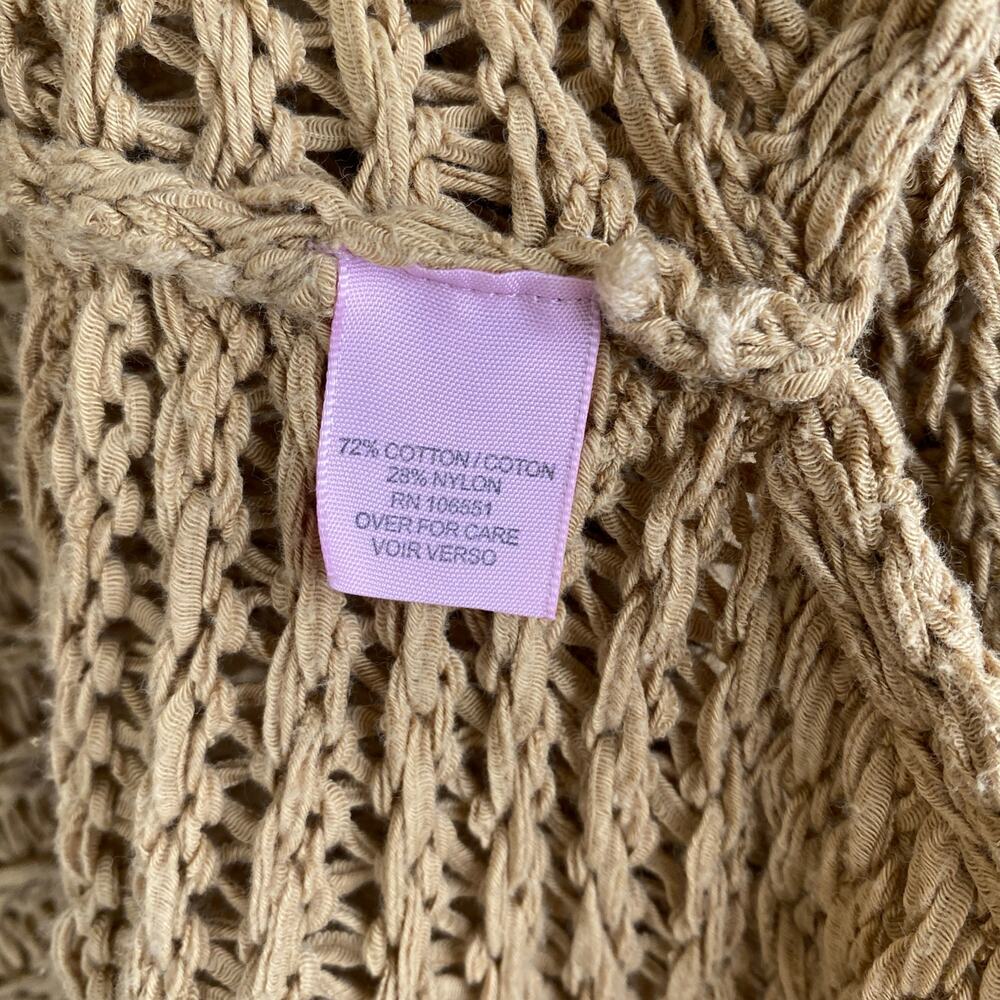 72% COTTON / COTON
28% NYLON
RN 106551
OVER FOR CARE
VOIR VERSO